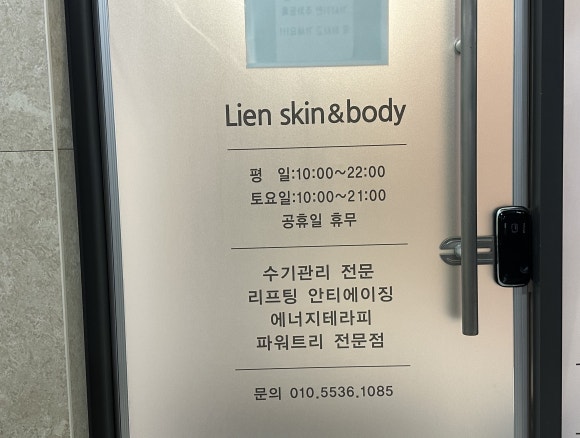 Lien skin&body
평 일:10:00~22:00
토요일:10:00~21:00
공휴일 휴무
수기관리 전문
리프팅 안티에이징
에너지테라피
파워트리 전문점
문의 010.5536.1085